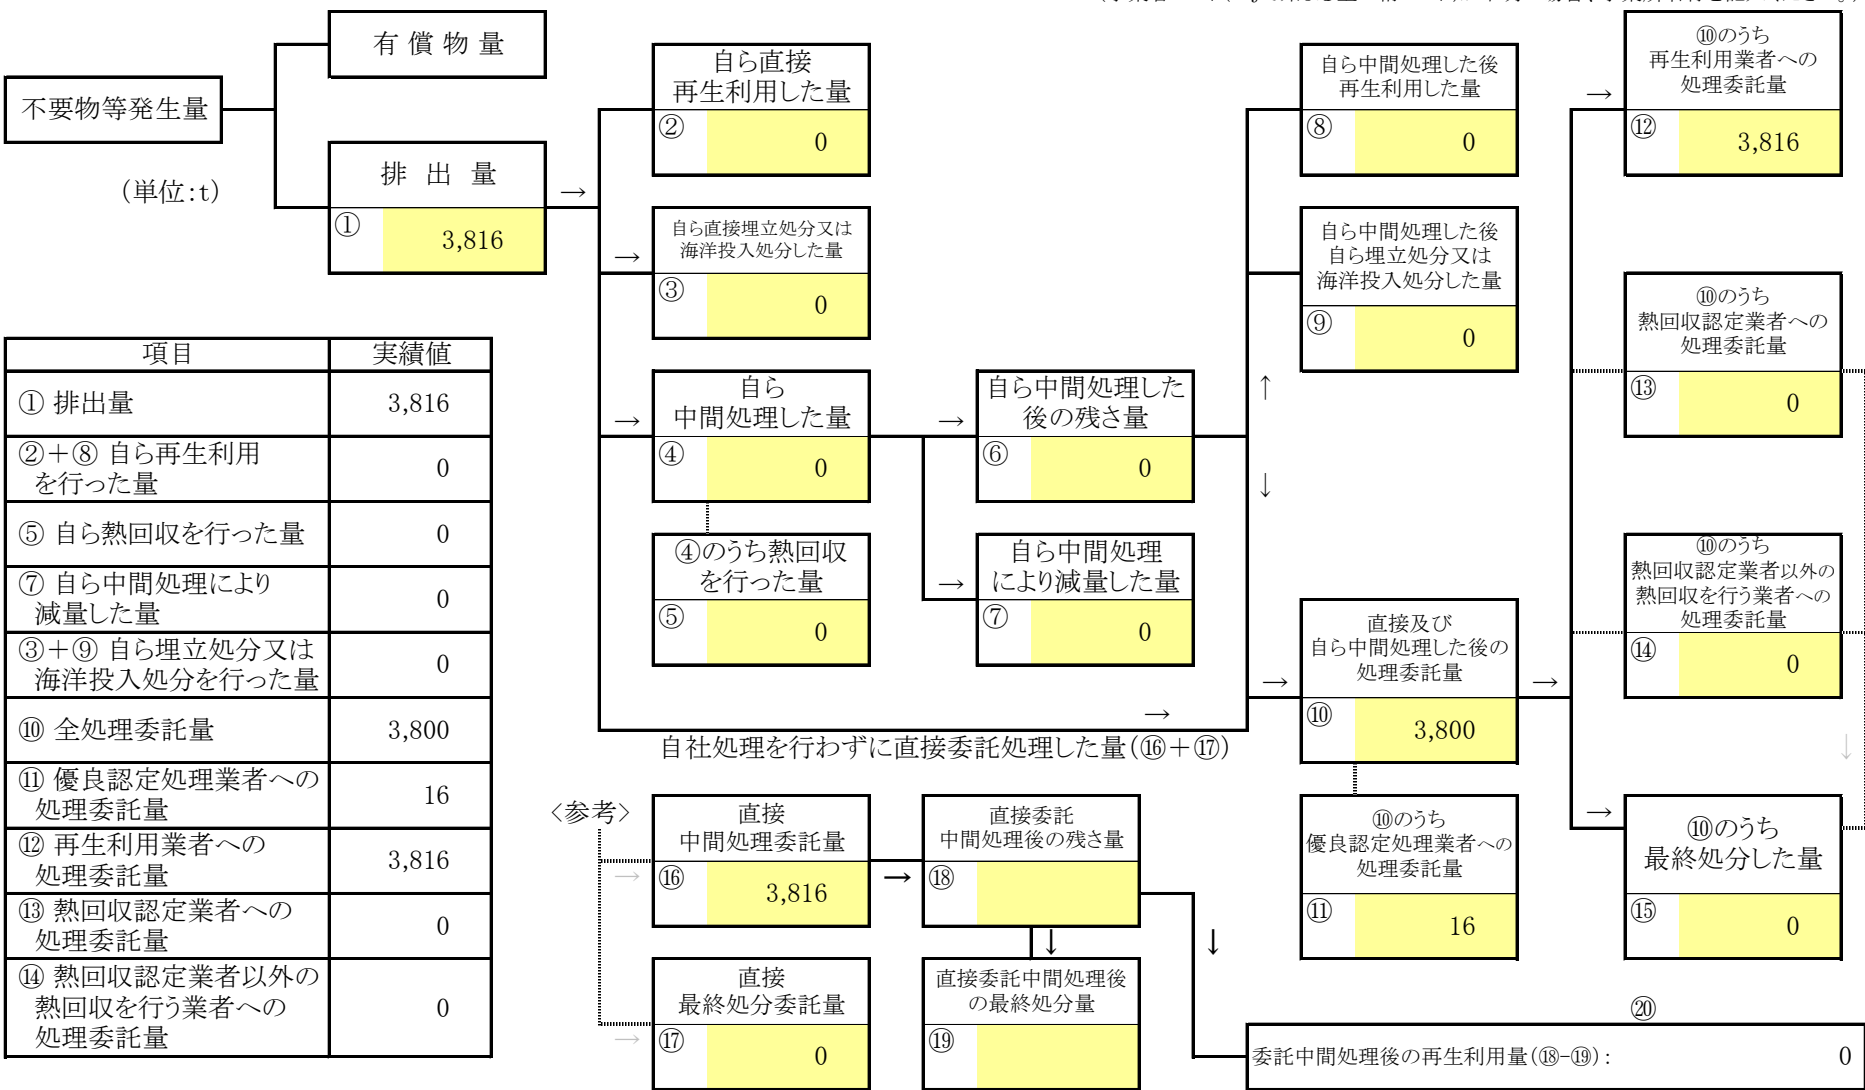 有 償 物 量
不要物等発生量
（単位：t）
排 出 量
→
①
3,816
自ら直接
再生利用した量
②
0
自ら直接埋立処分又は
海洋投入処分した量
→
③
0
自ら
中間処理した量
→
④
0
④のうち熱回収
を行った量
⑤
0
自ら中間処理した
後の残さ量
→
⑥
0
自ら中間処理
により減量した量
→
⑦
0
自ら中間処理した後
再生利用した量
⑧
0
自ら中間処理した後
自ら埋立処分又は
海洋投入処分した量
⑨
0
↑
↓
直接及び
自ら中間処理した後の
処理委託量
→
⑩
3,800
→
⑩のうち
優良認定処理業者への
処理委託量
⑪
16
⑩のうち
再生利用業者への
処理委託量
→
⑫
3,816
⑩のうち
熱回収認定業者への
処理委託量
⑬
0
⑩のうち
熱回収認定業者以外の
熱回収を行う業者への
処理委託量
⑭
0
↓
⑩のうち
最終処分した量
→
⑮
0
→
自社処理を行わずに直接委託処理した量（⑯＋⑰）
〈参考〉
直接
中間処理委託量
→
⑯
3,816
→
直接委託
中間処理後の残さ量
⑱
↓
↓
直接
最終処分委託量
→
⑰
0
直接委託中間処理後
の最終処分量
⑲
⑳
委託中間処理後の再生利用量（⑱-⑲）： 0
項目 実績値
① 排出量 3,816
②＋⑧ 自ら再生利用
を行った量 0
⑤ 自ら熱回収を行った量 0
⑦ 自ら中間処理により
減量した量 0
③＋⑨ 自ら埋立処分又は
海洋投入処分を行った量 0
⑩ 全処理委託量 3,800
⑪ 優良認定処理業者への
処理委託量 16
⑫ 再生利用業者への
処理委託量 3,816
⑬ 熱回収認定業者への
処理委託量 0
⑭ 熱回収認定業者以外の
熱回収を行う業者への
処理委託量 0